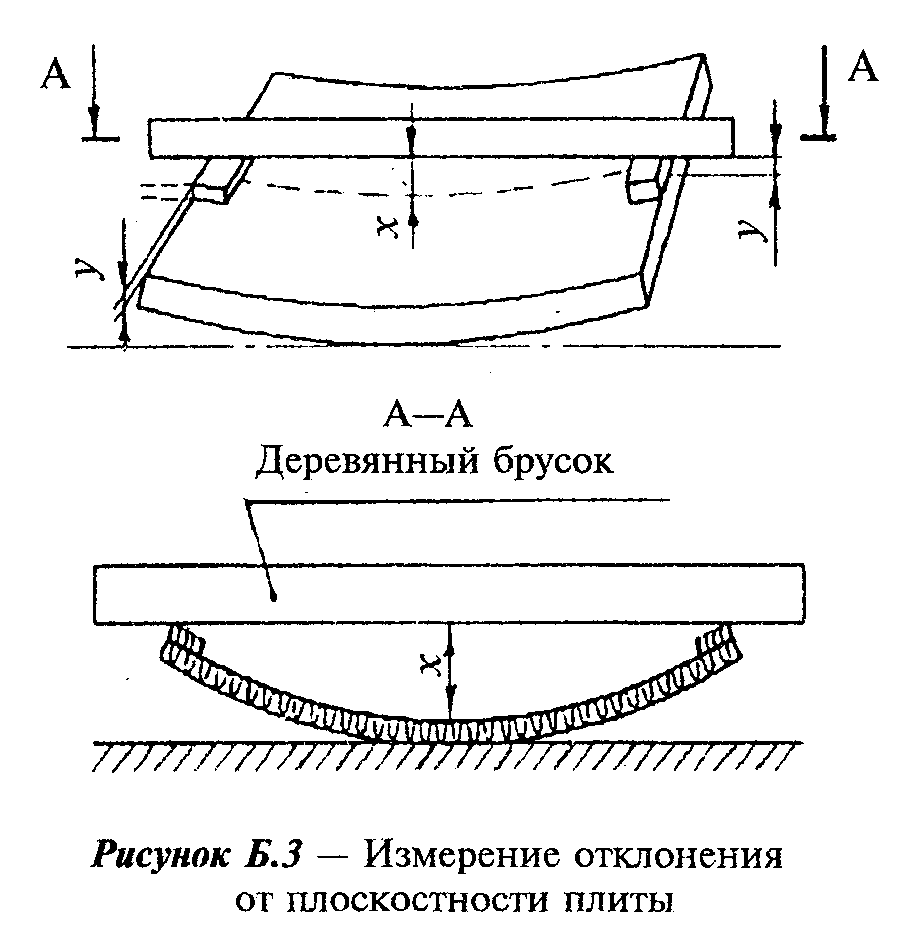 А
А
x
y
y
А—А
Деревянный брусок
x
Рисунок Б.3 — Измерение отклонения
от плоскостности плиты